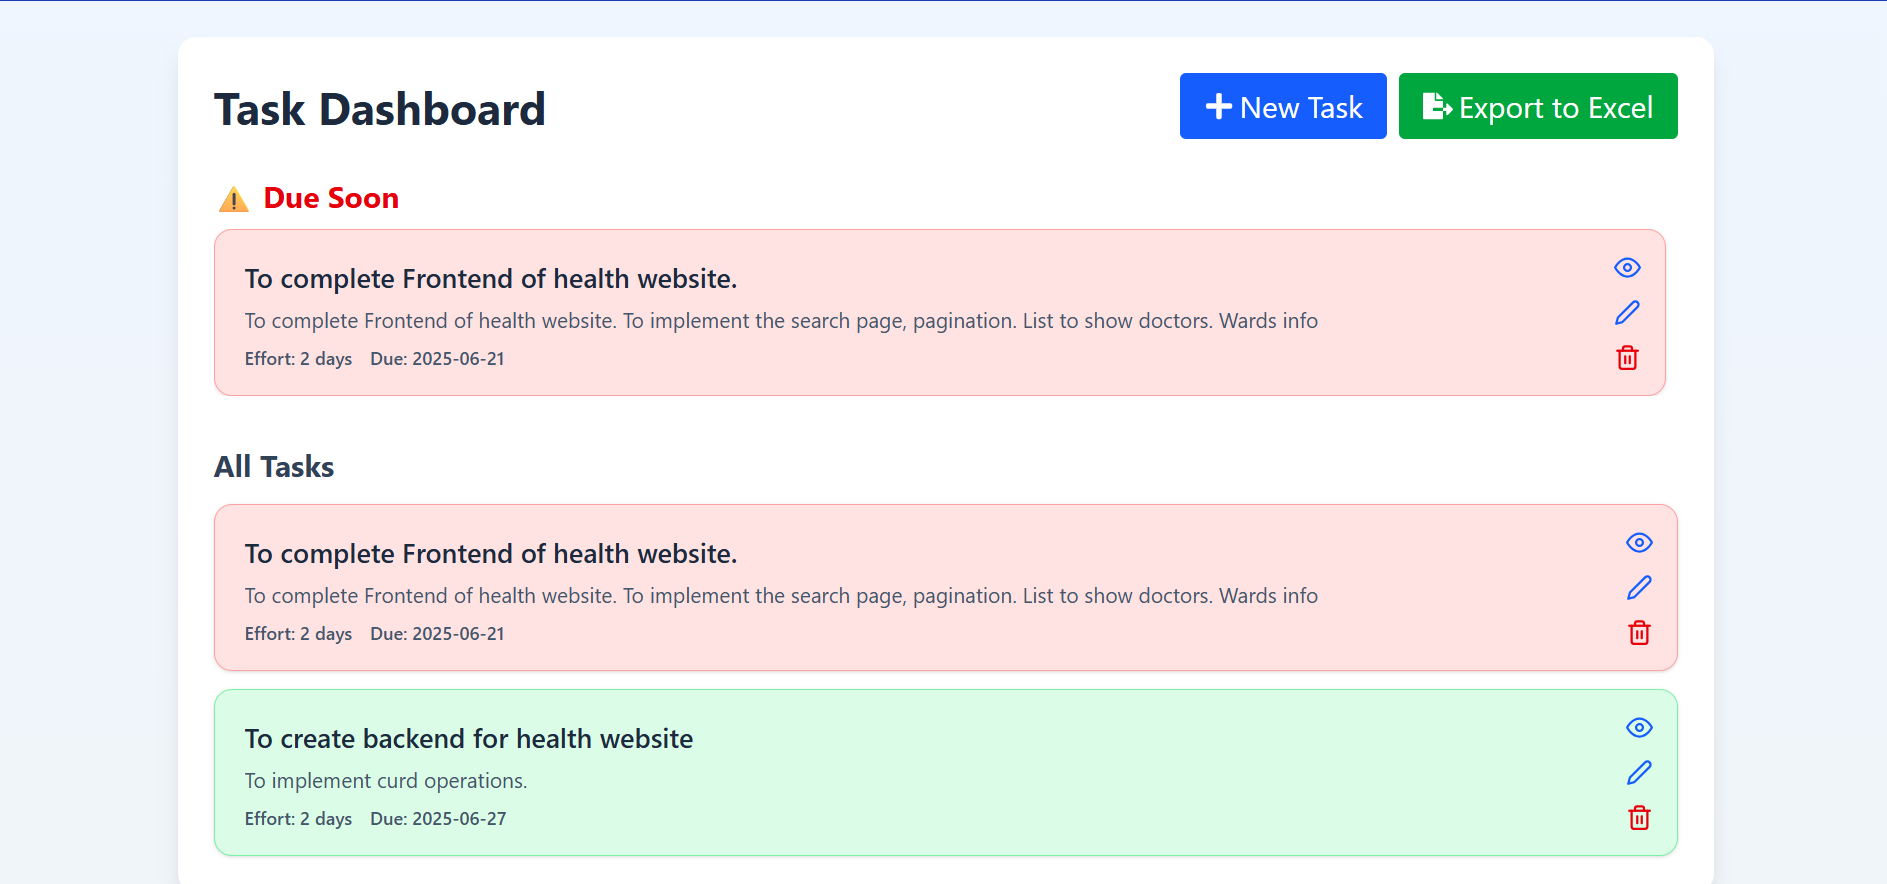 Task Dashboard
New Task
Export to Excel
Due Soon
To complete Frontend of health website.
To complete Frontend of health website. To implement the search page, pagination. List to show doctors. Wards info
Effort: 2 days Due: 2025-06-21
All Tasks
To complete Frontend of health website.
To complete Frontend of health website. To implement the search page, pagination. List to show doctors. Wards info
Effort: 2 days Due: 2025-06-21
To create backend for health website
To implement curd operations.
Effort: 2 days Due: 2025-06-27